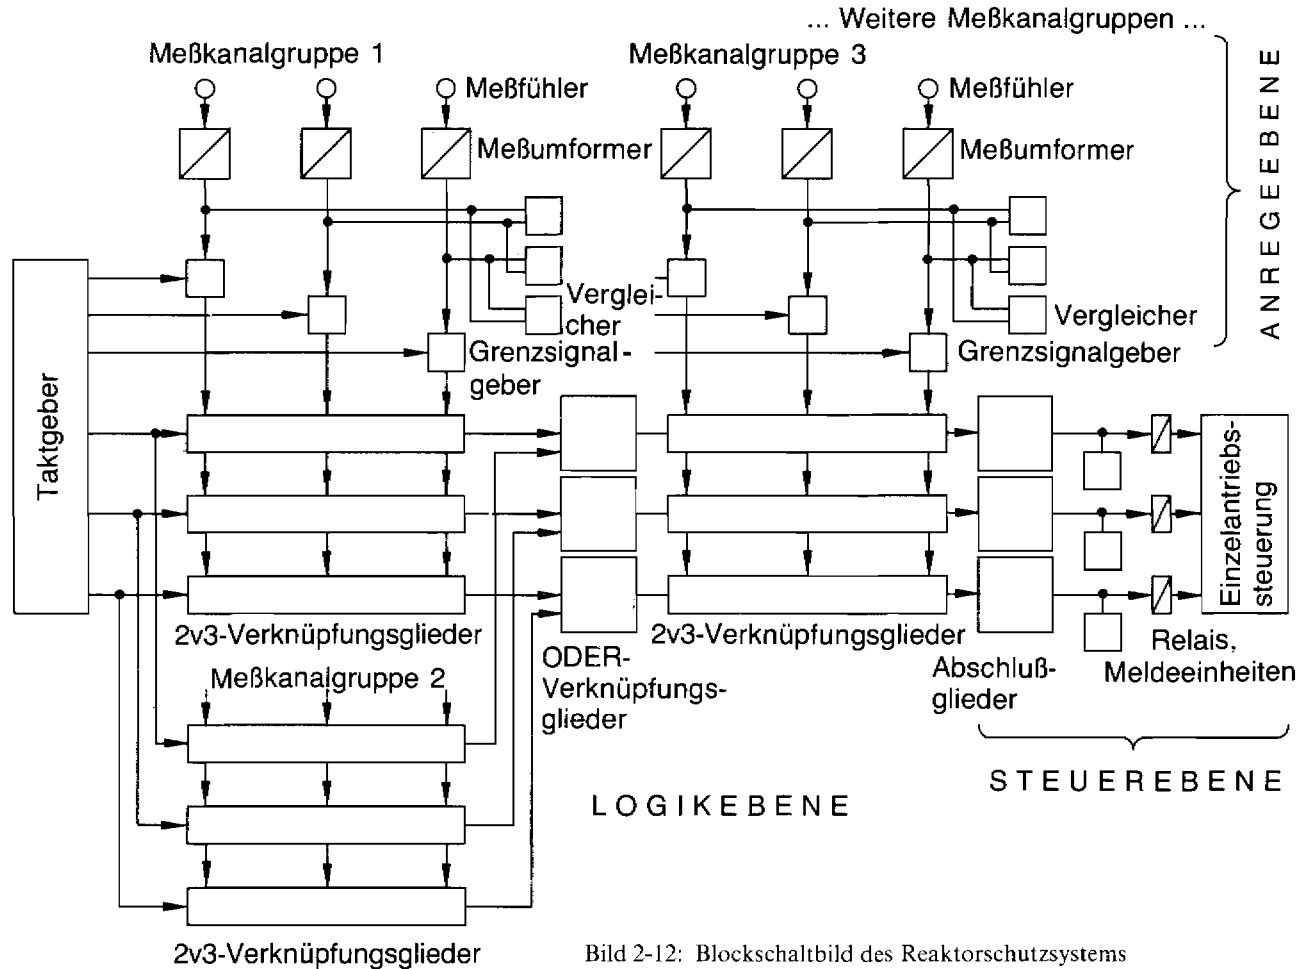 ... Weitere Meßkanalgruppen ...
Meßkanalgruppe 1
Meßkanalgruppe 3
Meßfühler
Meßfühler
Meßumformer
Meßumformer
ANREGEEBENE
Verglei-
cher
Vergleicher
Grenzsignal-
geber
Grenzsignalgeber
Taktgeber
Einzelantriebs-
steuerung
2v3-Verknüpfungsglieder
2v3-Verknüpfungsglieder
ODER-
Verknüpfungs-
glieder
Abschluß-
glieder
Relais,
Meldeeinheiten
Meßkanalgruppe 2
STEUEREBENE
LOGIKEBENE
2v3-Verknüpfungsglieder
Bild 2-12: Blockschaltbild des Reaktorschutzsystems